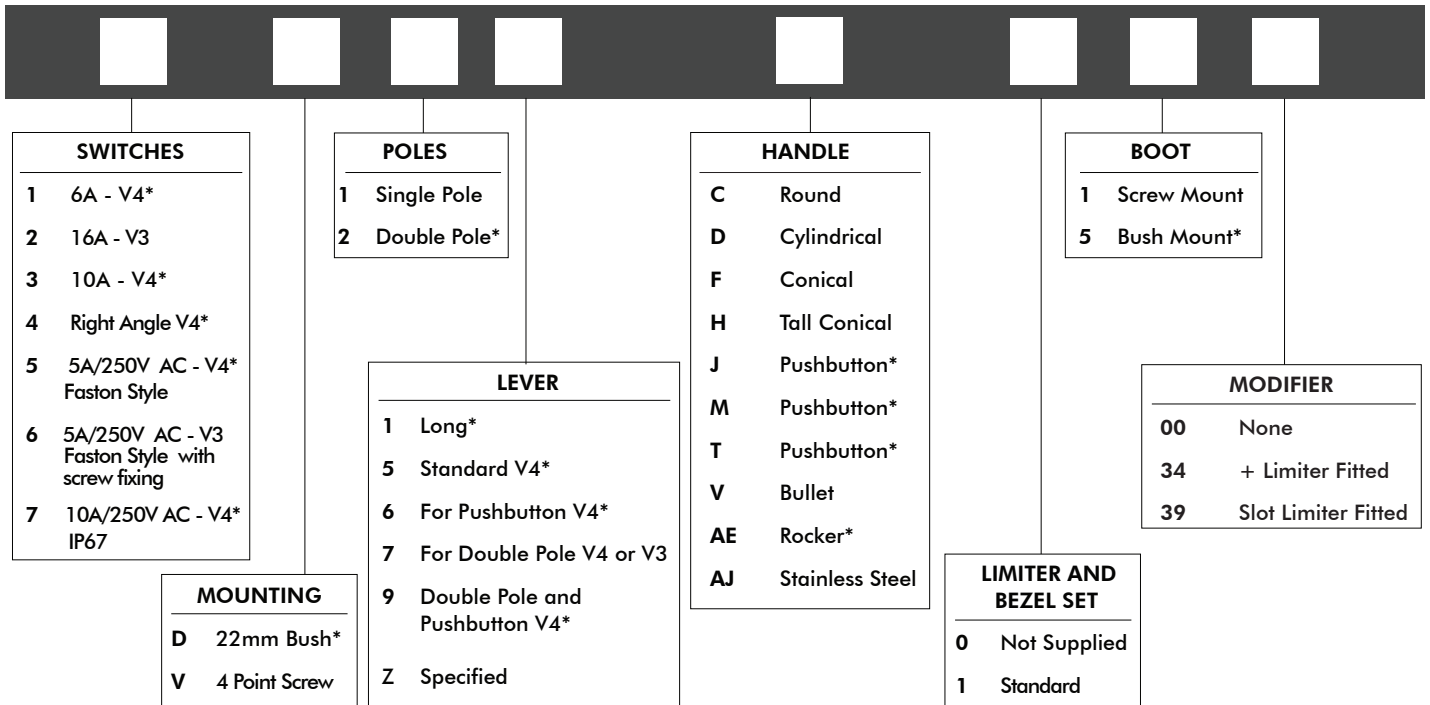 SWITCHES
1 6A - V4*
2 16A - V3
3 10A - V4*
4 Right Angle V4*
5 5A/250V AC - V4*
Faston Style
6 5A/250V AC - V3
Faston Style with
screw fixing
7 10A/250V AC - V4*
IP67
MOUNTING
D 22mm Bush*
V 4 Point Screw
POLES
1 Single Pole
2 Double Pole*
LEVER
1 Long*
5 Standard V4*
6 For Pushbutton V4*
7 For Double Pole V4 or V3
9 Double Pole and
Pushbutton V4*
Z Specified
HANDLE
C Round
D Cylindrical
F Conical
H Tall Conical
J Pushbutton*
M Pushbutton*
T Pushbutton*
V Bullet
AE Rocker*
AJ Stainless Steel
LIMITER AND
BEZEL SET
0 Not Supplied
1 Standard
BOOT
1 Screw Mount
5 Bush Mount*
MODIFIER
00 None
34 + Limiter Fitted
39 Slot Limiter Fitted